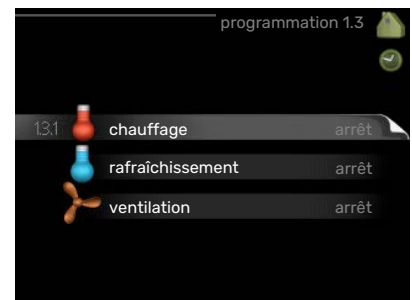 programmation 1.3
1.3.1 chauffage arrêt
rafraîchissement arrêt
ventilation arrêt